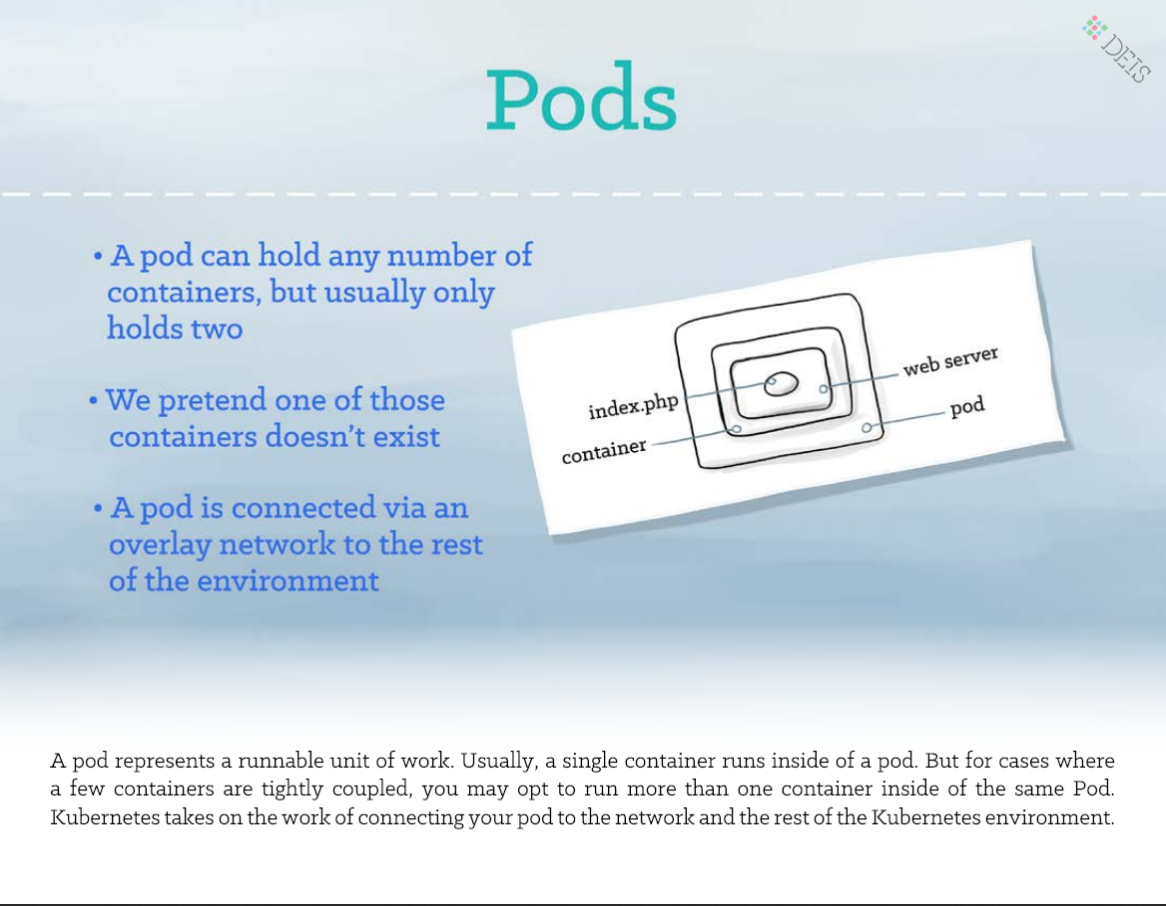 DEIS
Pods
• A pod can hold any number of
containers, but usually only
holds two
• We pretend one of those
containers doesn't exist
• A pod is connected via an
overlay network to the rest
of the environment
index.php
web server
container
pod
A pod represents a runnable unit of work. Usually, a single container runs inside of a pod. But for cases where
a few containers are tightly coupled, you may opt to run more than one container inside of the same Pod.
Kubernetes takes on the work of connecting your pod to the network and the rest of the Kubernetes environment.